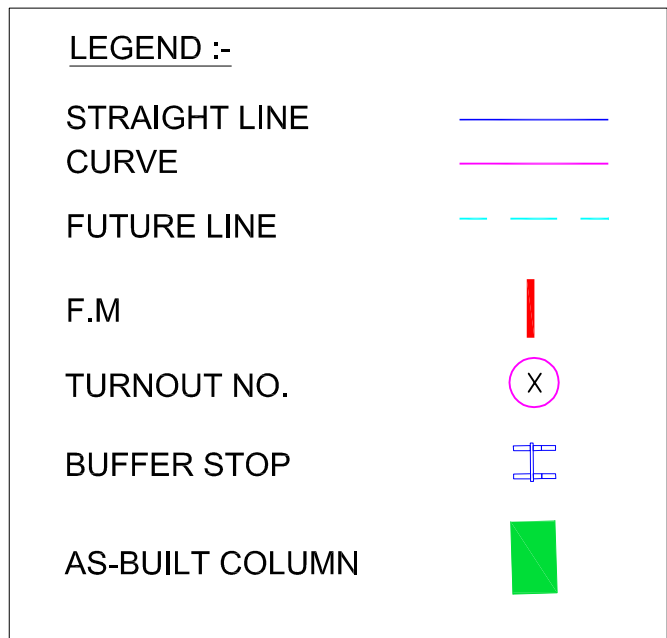 LEGEND :-
STRAIGHT LINE
CURVE
FUTURE LINE
F.M
TURNOUT NO. X
BUFFER STOP
AS-BUILT COLUMN